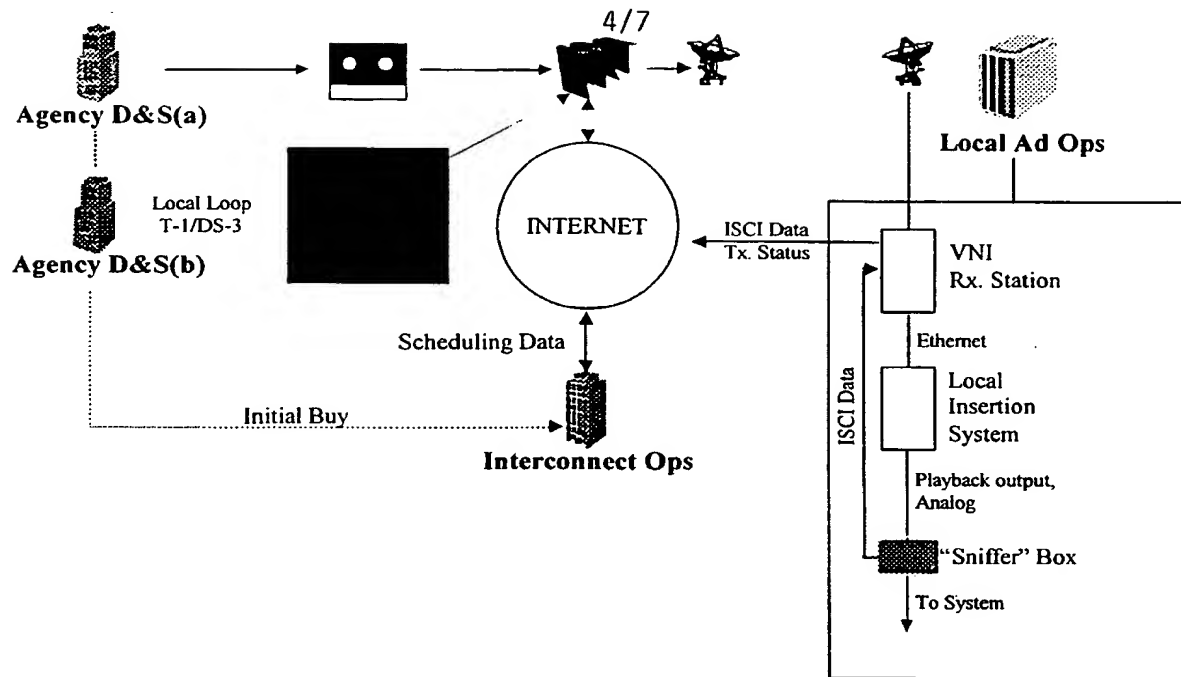 4/7
Agency D&S(a)
Local Ad Ops
Local Loop
T-1/DS-3
Agency D&S(b)
INTERNET
ISCI Data
Tx. Status
VNI
Rx. Station
Ethernet
Scheduling Data
ISCI Data
Local
Insertion
System
Initial Buy
Interconnect Ops
Playback output,
Analog
“Sniffer” Box
To System